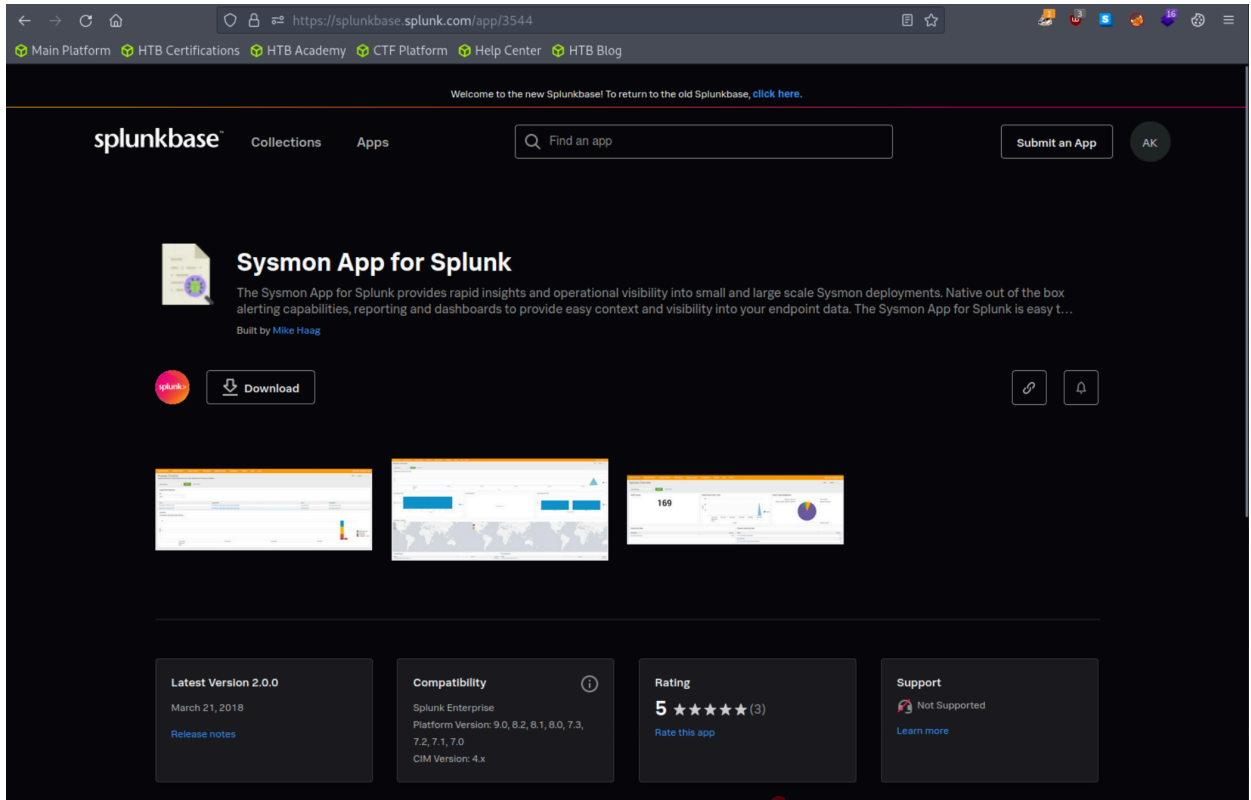 https://splunkbase.splunk.com/app/3544
1
3
S
16
Main Platform HTB Certifications HTB Academy CTF Platform Help Center HTB Blog
Welcome to the new Splunkbase! To return to the old Splunkbase, click here.
splunkbase Collections Apps Find an app Submit an App AK
Sysmon App for Splunk
The Sysmon App for Splunk provides rapid insights and operational visibility into small and large scale Sysmon deployments. Native out of the box
alerting capabilities, reporting and dashboards to provide easy context and visibility into your endpoint data. The Sysmon App for Splunk is easy t…
Built by Mike Haag
splunk> Download
169
Latest Version 2.0.0
March 21, 2018
Release notes
Compatibility
Splunk Enterprise
Platform Version: 9.0, 8.2, 8.1, 8.0, 7.3,
7.2, 7.1, 7.0
CIM Version: 4.x
Rating
5 ★★★★★ (3)
Rate this app
Support
Not Supported
Learn more